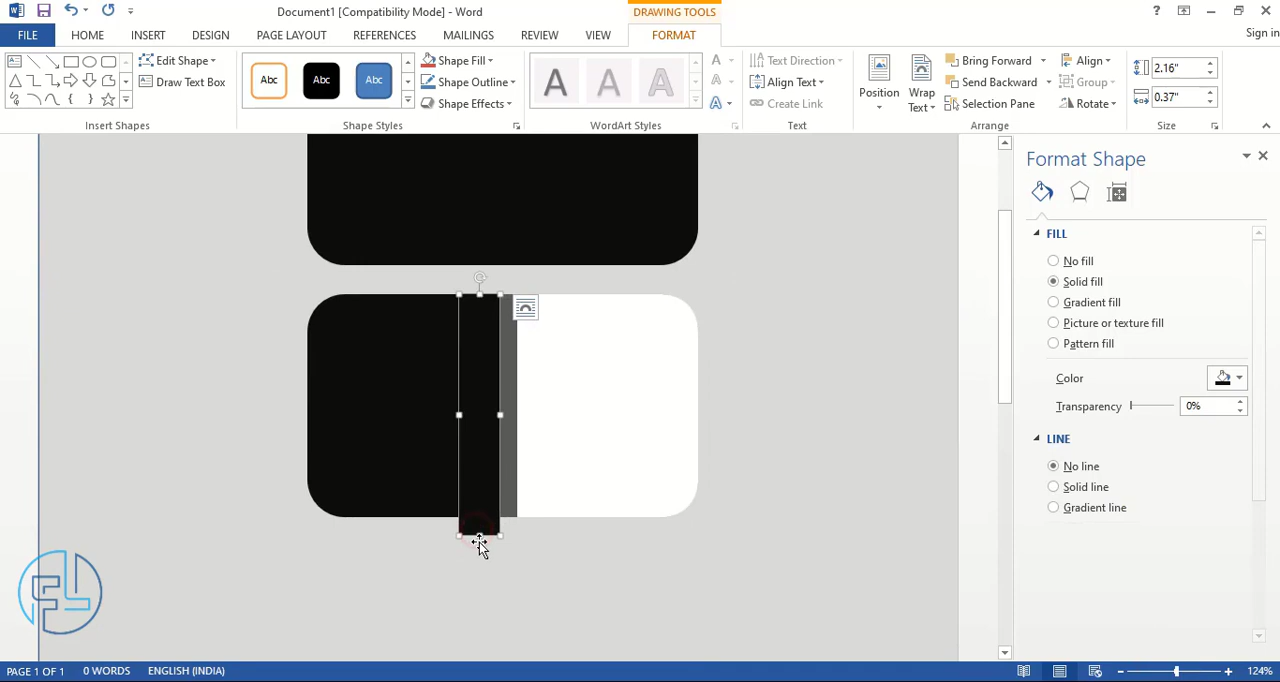 Document1 [Compatibility Mode] - Word
DRAWING TOOLS
?
FILE
HOME
INSERT
DESIGN
PAGE LAYOUT
REFERENCES
MAILINGS
REVIEW
VIEW
FORMAT
Sign in
Edit Shape
Draw Text Box
Insert Shapes
Abc
Abc
Abc
Shape Fill
Shape Outline
Shape Effects
Shape Styles
A
A
A
A
A
A
WordArt Styles
Text Direction
Align Text
Create Link
Text
Position
Wrap
Text
Bring Forward
Send Backward
Selection Pane
Align
Group
Rotate
Arrange
2.16"
0.37"
Size
Format Shape
FILL
No fill
Solid fill
Gradient fill
Picture or texture fill
Pattern fill
Color
Transparency
0%
LINE
No line
Solid line
Gradient line
PAGE 1 OF 1
0 WORDS
ENGLISH (INDIA)
124%